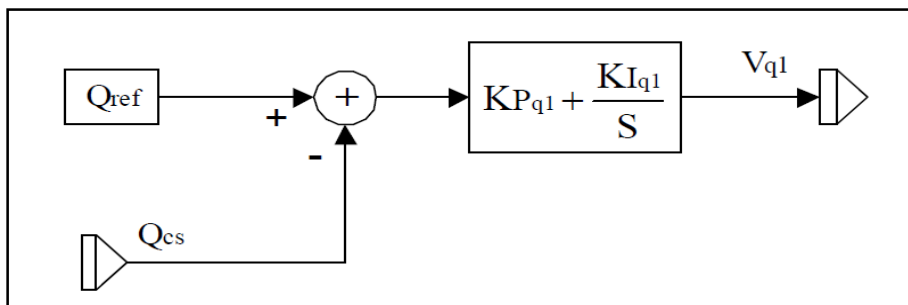 Qref
+
+
-
KPq1 + KIq1/S
Vq1
Qcs